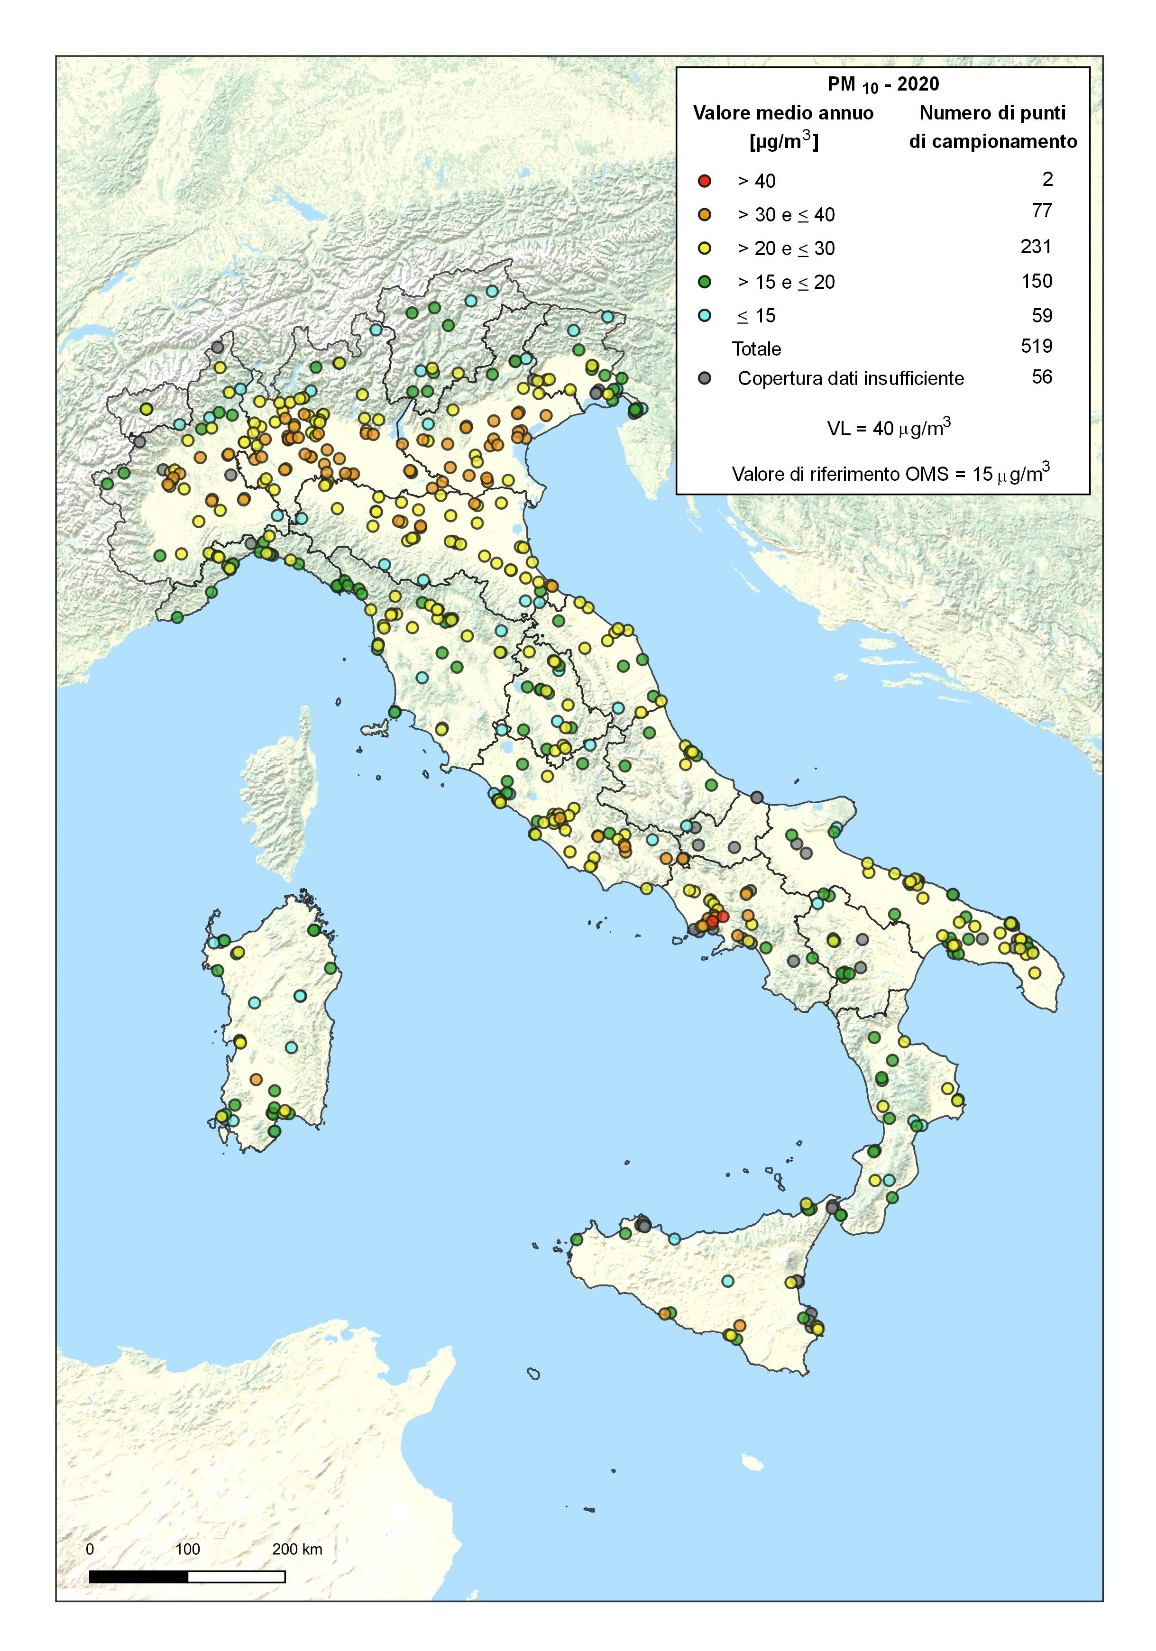 PM 10 - 2020
Valore medio annuo Numero di punti
[µg/m3] di campionamento
> 40 2
> 30 e ≤ 40 77
> 20 e ≤ 30 231
> 15 e ≤ 20 150
≤ 15 59
Totale 519
Copertura dati insufficiente 56
VL = 40 µg/m3
Valore di riferimento OMS = 15 µg/m3
0 100 200 km